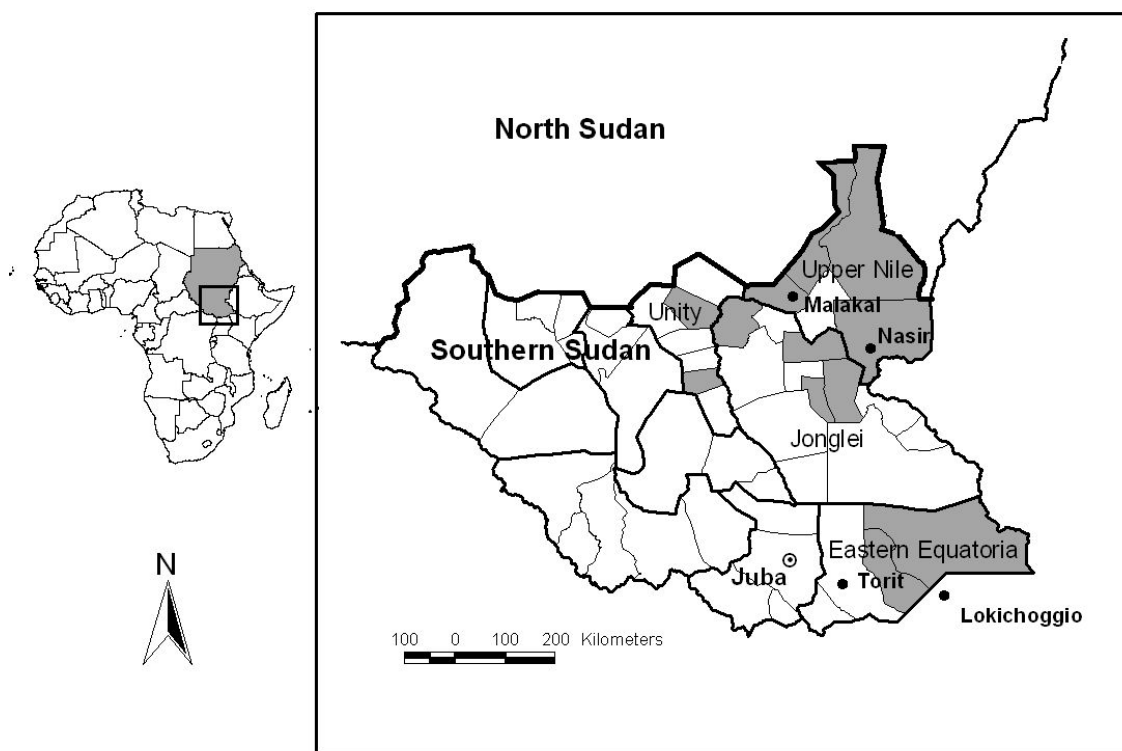 North Sudan
Upper Nile
Malakal
Unity
Nasir
Southern Sudan
Jonglei
Eastern Equatoria
Juba
Torit
Lokichoggio
N
100 0 100 200 Kilometers